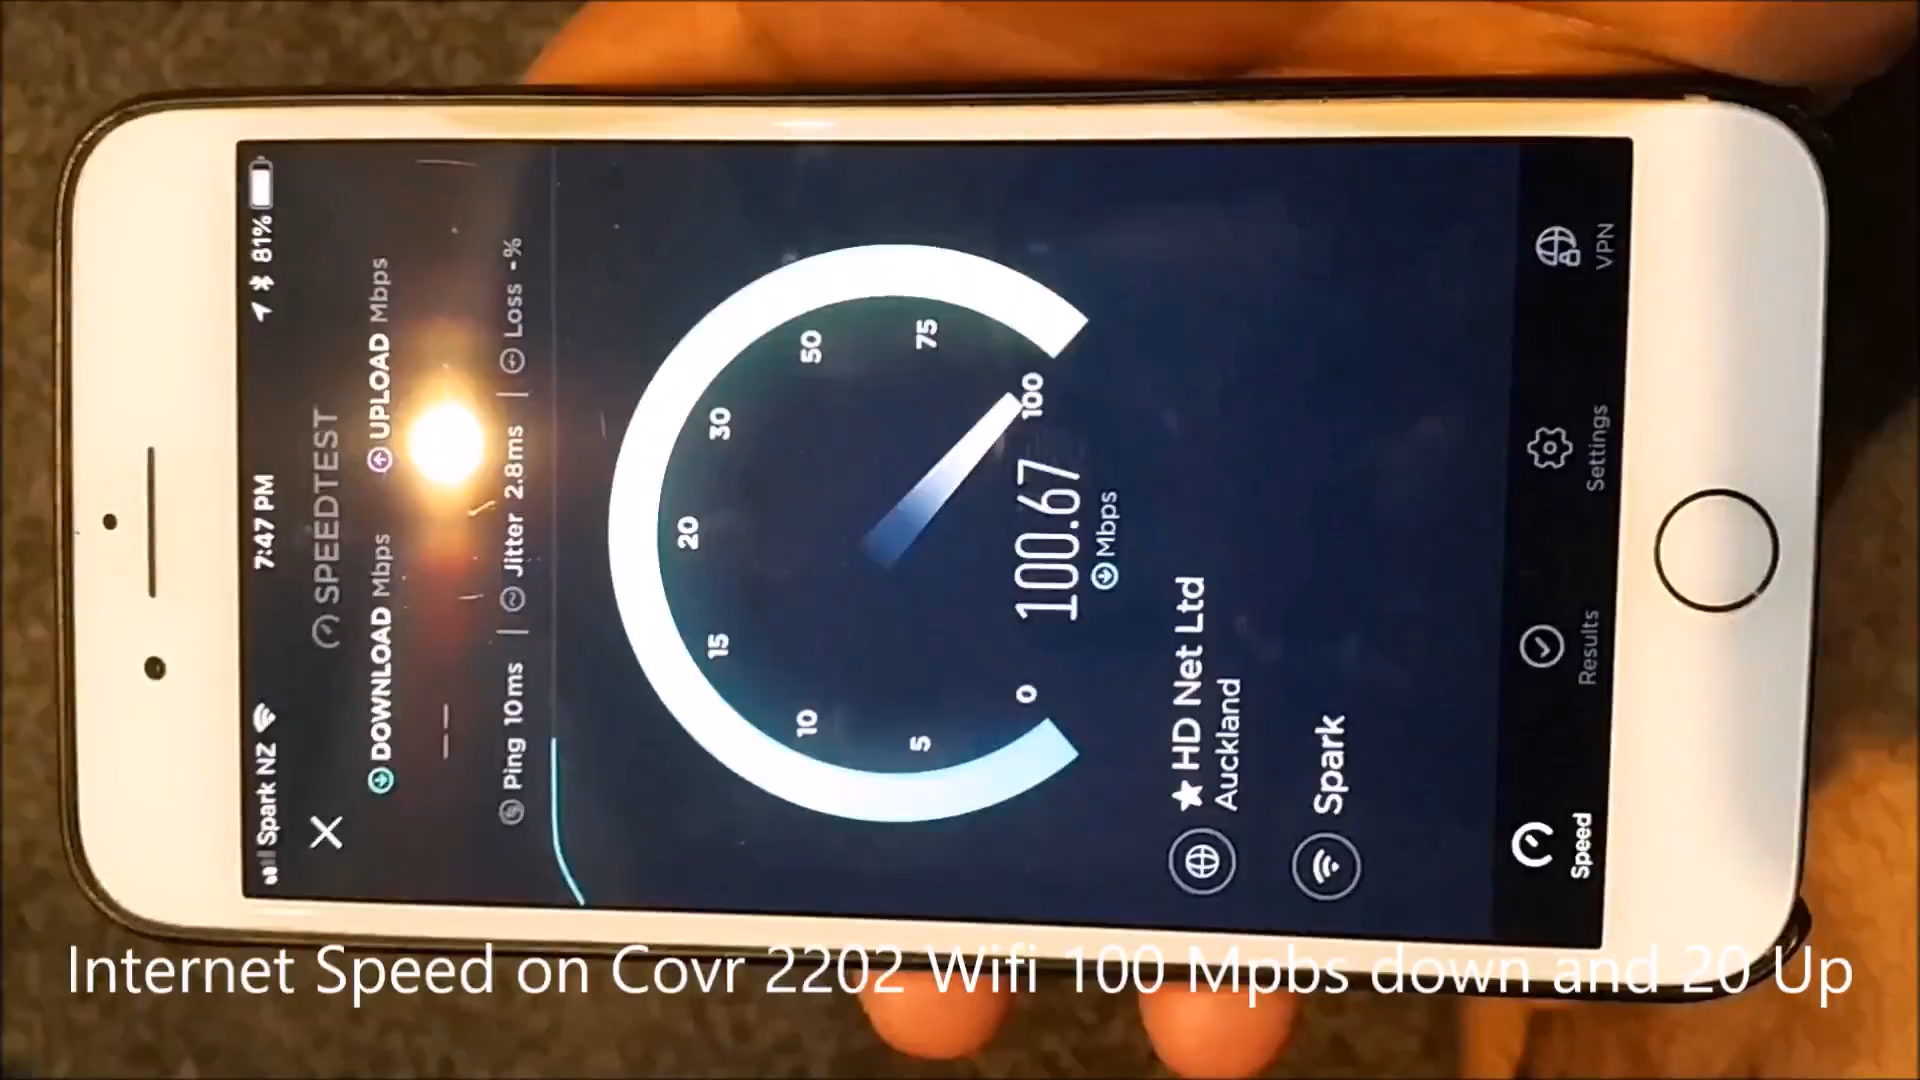 Spark NZ 7:47 PM 81%
SPEEDTEST
DOWNLOAD Mbps UPLOAD Mbps
Ping 10ms | Jitter 2.8ms | Loss -%
0
5
10
15
20
30
50
75
100
100.67
Mbps
HD Net Ltd
Auckland
Spark
Speed Results Settings VPN
Internet Speed on Covr 2202 Wifi 100 Mpbs down and 20 Up